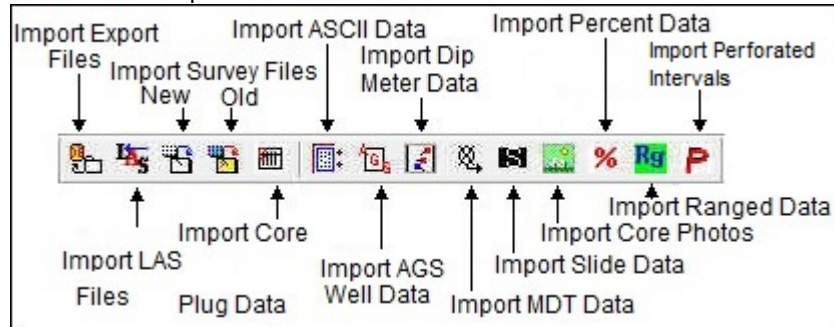 Import Export
Files
Import ASCII Data
Import Percent Data
Import Survey Files
New Old
Import Dip
Meter Data
Import Perforated
Intervals
LAS
AGS
%
Rg
P
Import LAS
Files
Import Core
Plug Data
Import AGS
Well Data
Import MDT Data
Import Slide Data
Import Core Photos
Import Ranged Data